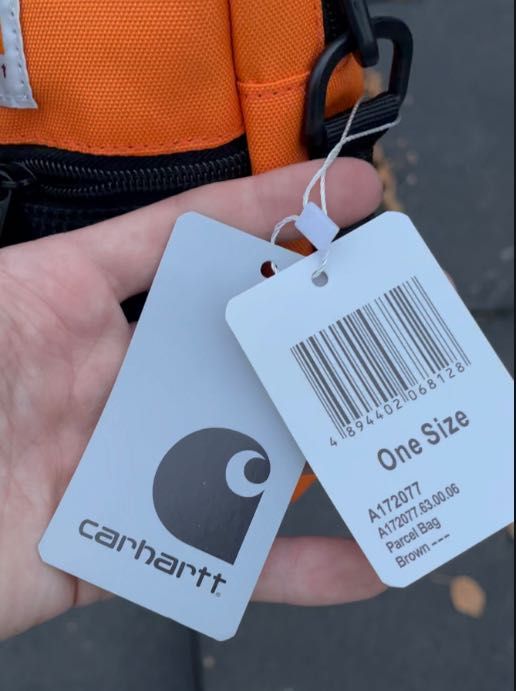 carhartt
4 894402 068128
One Size
A172077
A172077.63.00.06
Parcel Bag
Brown ---